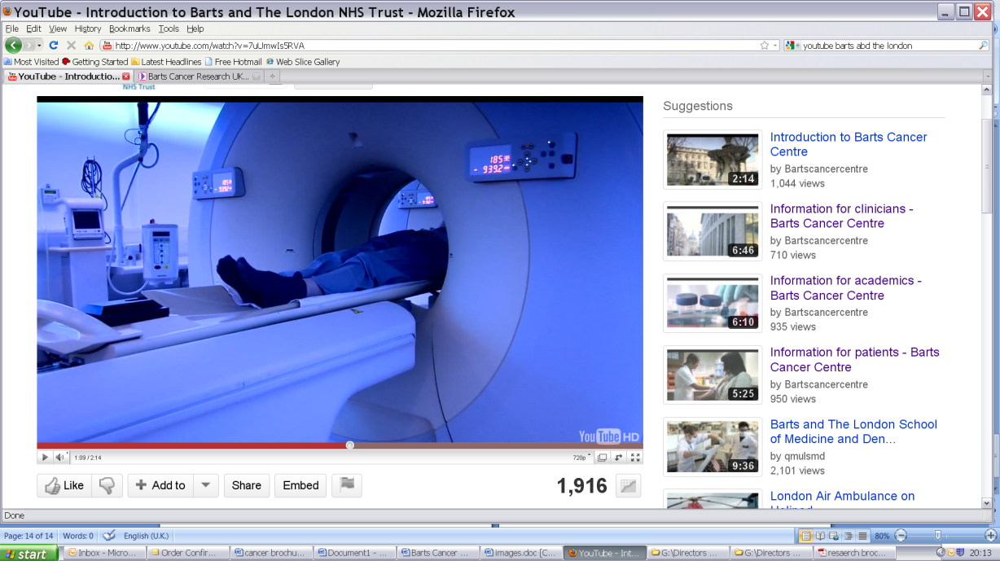 YouTube - Introduction to Barts and The London NHS Trust - Mozilla Firefox
File Edit View History Bookmarks Tools Help
http://www.youtube.com/watch?v=7uUmwIs5RVA
youtube barts abd the london
Most Visited Getting Started Latest Headlines Free Hotmail Web Slice Gallery
YouTube - Introductio... Barts Cancer Research UK...
NHS Trust
185
- 939.2
YouTube HD
1:09 / 2:14
720p
Like
Add to
Share
Embed
1,916
Suggestions
2:14
Introduction to Barts Cancer
Centre
by Bartscancercentre
1,044 views
6:46
Information for clinicians -
Barts Cancer Centre
by Bartscancercentre
710 views
6:10
Information for academics -
Barts Cancer Centre
by Bartscancercentre
935 views
5:25
Information for patients - Barts
Cancer Centre
by Bartscancercentre
950 views
9:36
Barts and The London School
of Medicine and Den...
by qmulsmd
2,101 views
London Air Ambulance on
Done
Page: 14 of 14 Words: 0 English (U.K.) 80%
start Inbox - Micro... Order Confir... cancer brochu... Document1 - ... Barts Cancer ... images.doc [C... YouTube - Int... G:\Directors ... G:\Directors ... resaerch broc... 20:13